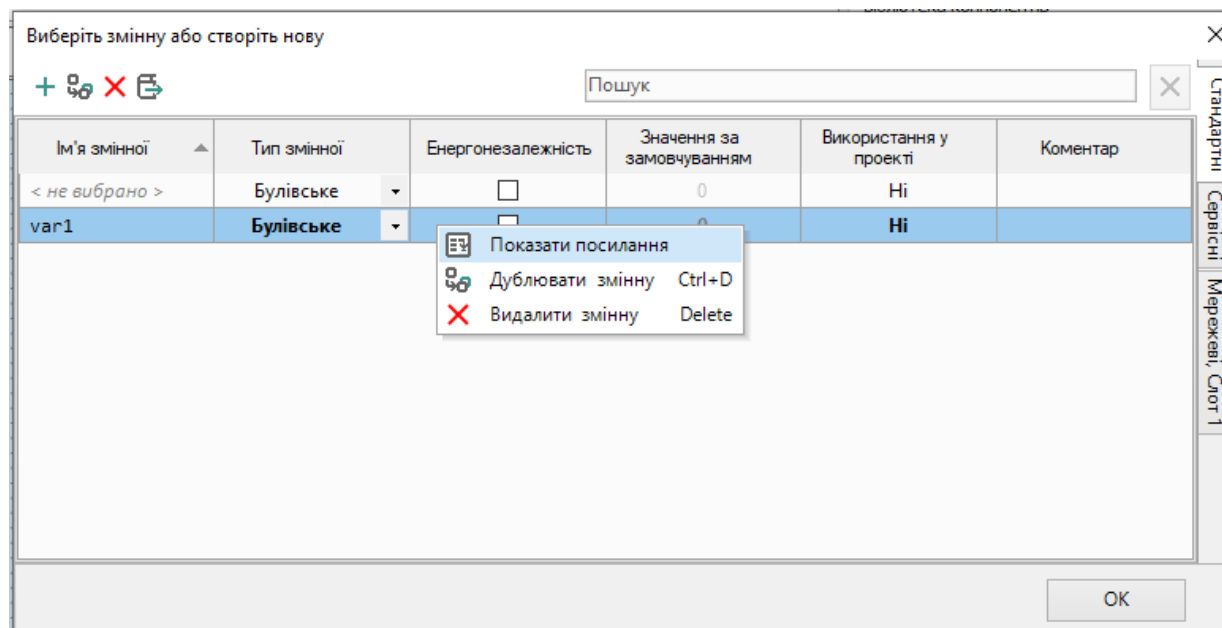 Виберіть змінну або створіть нову
Пошук
Ім'я змінної
Тип змінної
Енергонезалежність
Значення за
замовчуванням
Використання у
проекті
Коментар
< не вибрано >
Булівське
0
Ні
var1
Булівське
Ні
Показати посилання
Дублювати змінну Ctrl+D
Видалити змінну Delete
Стандартні
Сервісні
Мережеві, Слот 1
OK